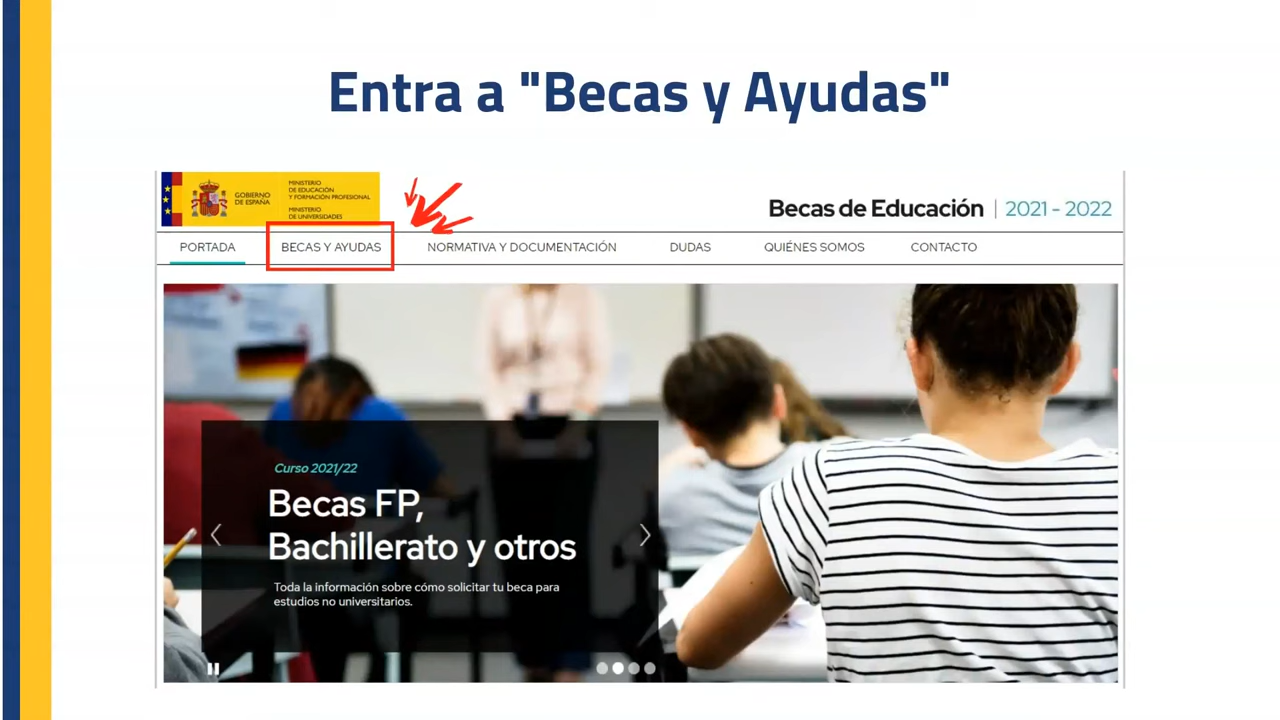 Entra a "Becas y Ayudas"
GOBIERNO
DE ESPAÑA
MINISTERIO
DE EDUCACIÓN
Y FORMACIÓN PROFESIONAL
MINISTERIO
DE UNIVERSIDADES
Becas de Educación | 2021 - 2022
PORTADA BECAS Y AYUDAS NORMATIVA Y DOCUMENTACIÓN DUDAS QUIÉNES SOMOS CONTACTO
Curso 2021/22
Becas FP,
Bachillerato y otros
Toda la información sobre cómo solicitar tu beca para
estudios no universitarios.